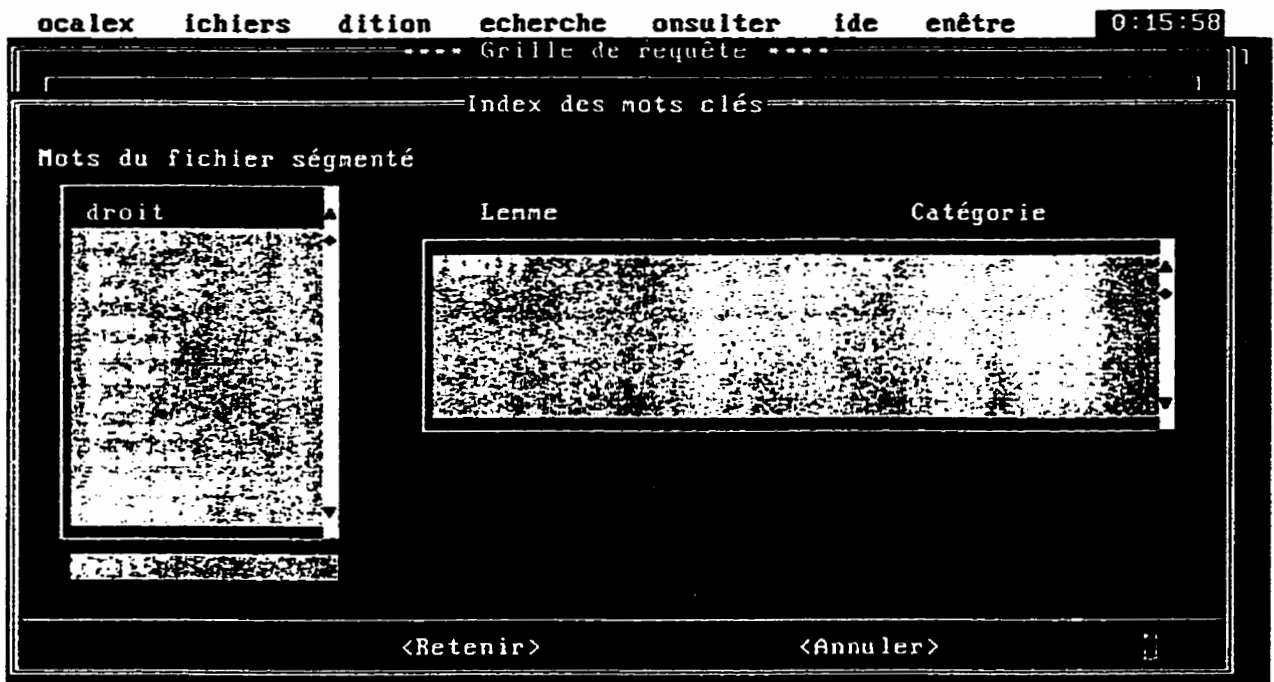 ocalex ichiers dition echerche onsulter ide enêtre 0:15:58
**** Grille de requête ****
Index des mots clés
Mots du fichier ségmenté
droit Lemme Catégorie
<Retenir> <Annuler>